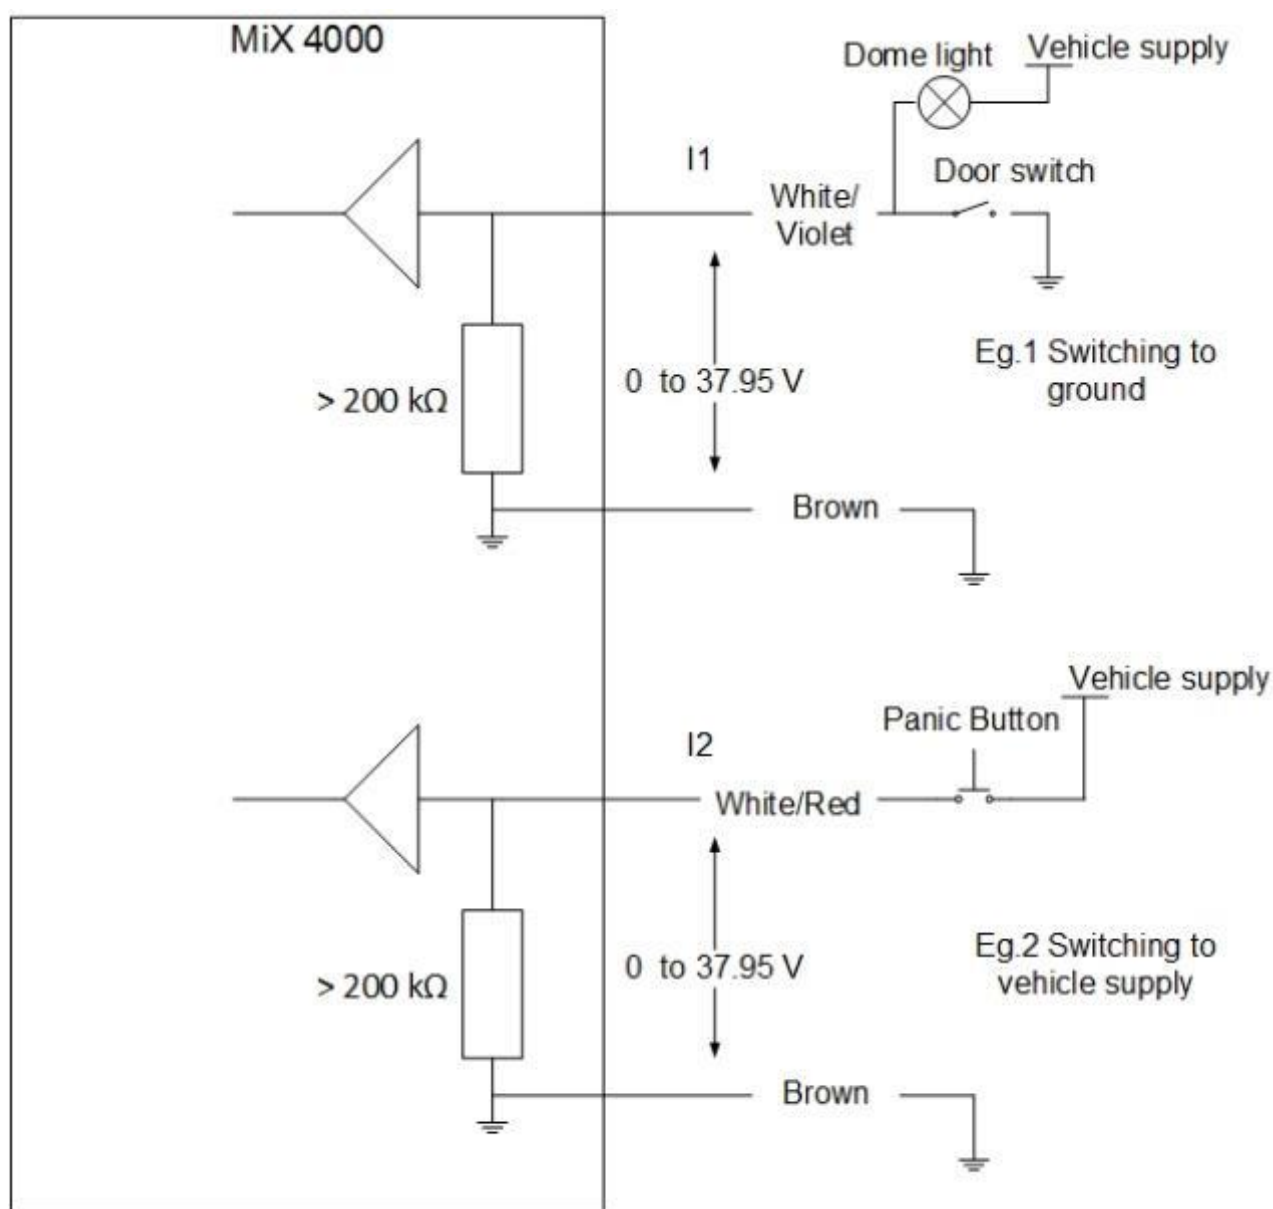 MiX 4000
Dome light
Vehicle supply
I1
White/
Violet
Door switch
> 200 kΩ
0 to 37.95 V
Eg.1 Switching to
ground
Brown
Vehicle supply
Panic Button
I2
White/Red
> 200 kΩ
0 to 37.95 V
Eg.2 Switching to
vehicle supply
Brown